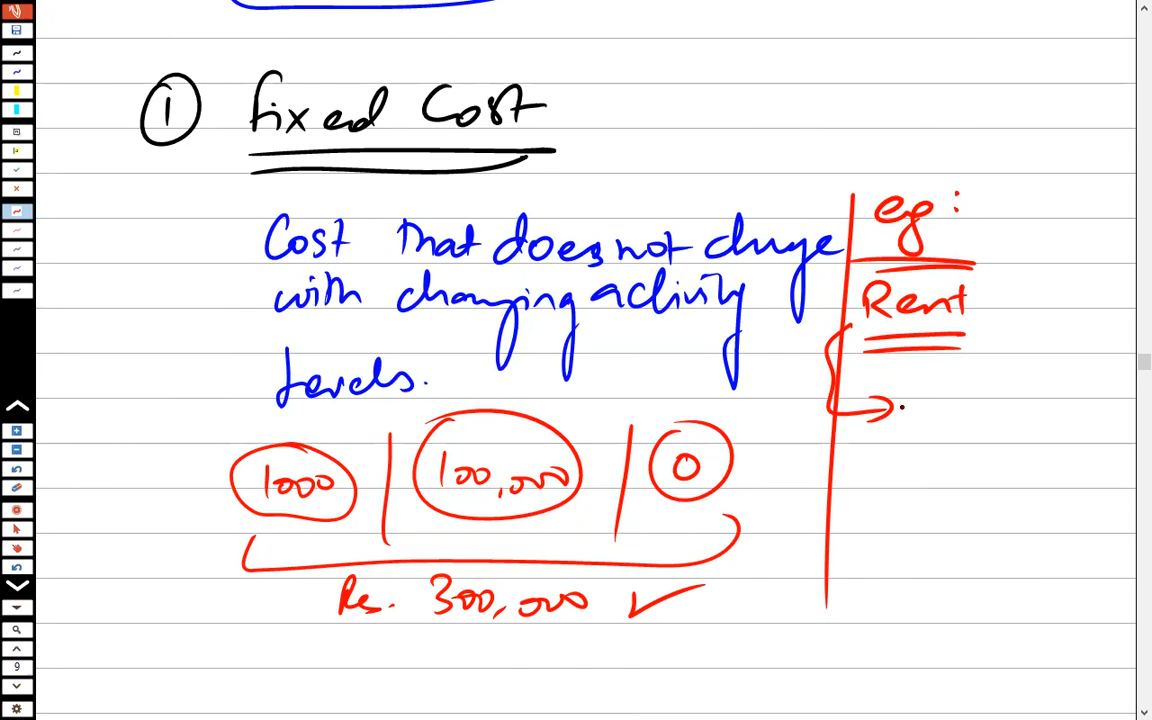 ① Fixed Cost
Cost that does not change
with changing activity
levels.
eg:
Rent
1000 | 100,000 | 0
Rs. 300,000 ✓
9